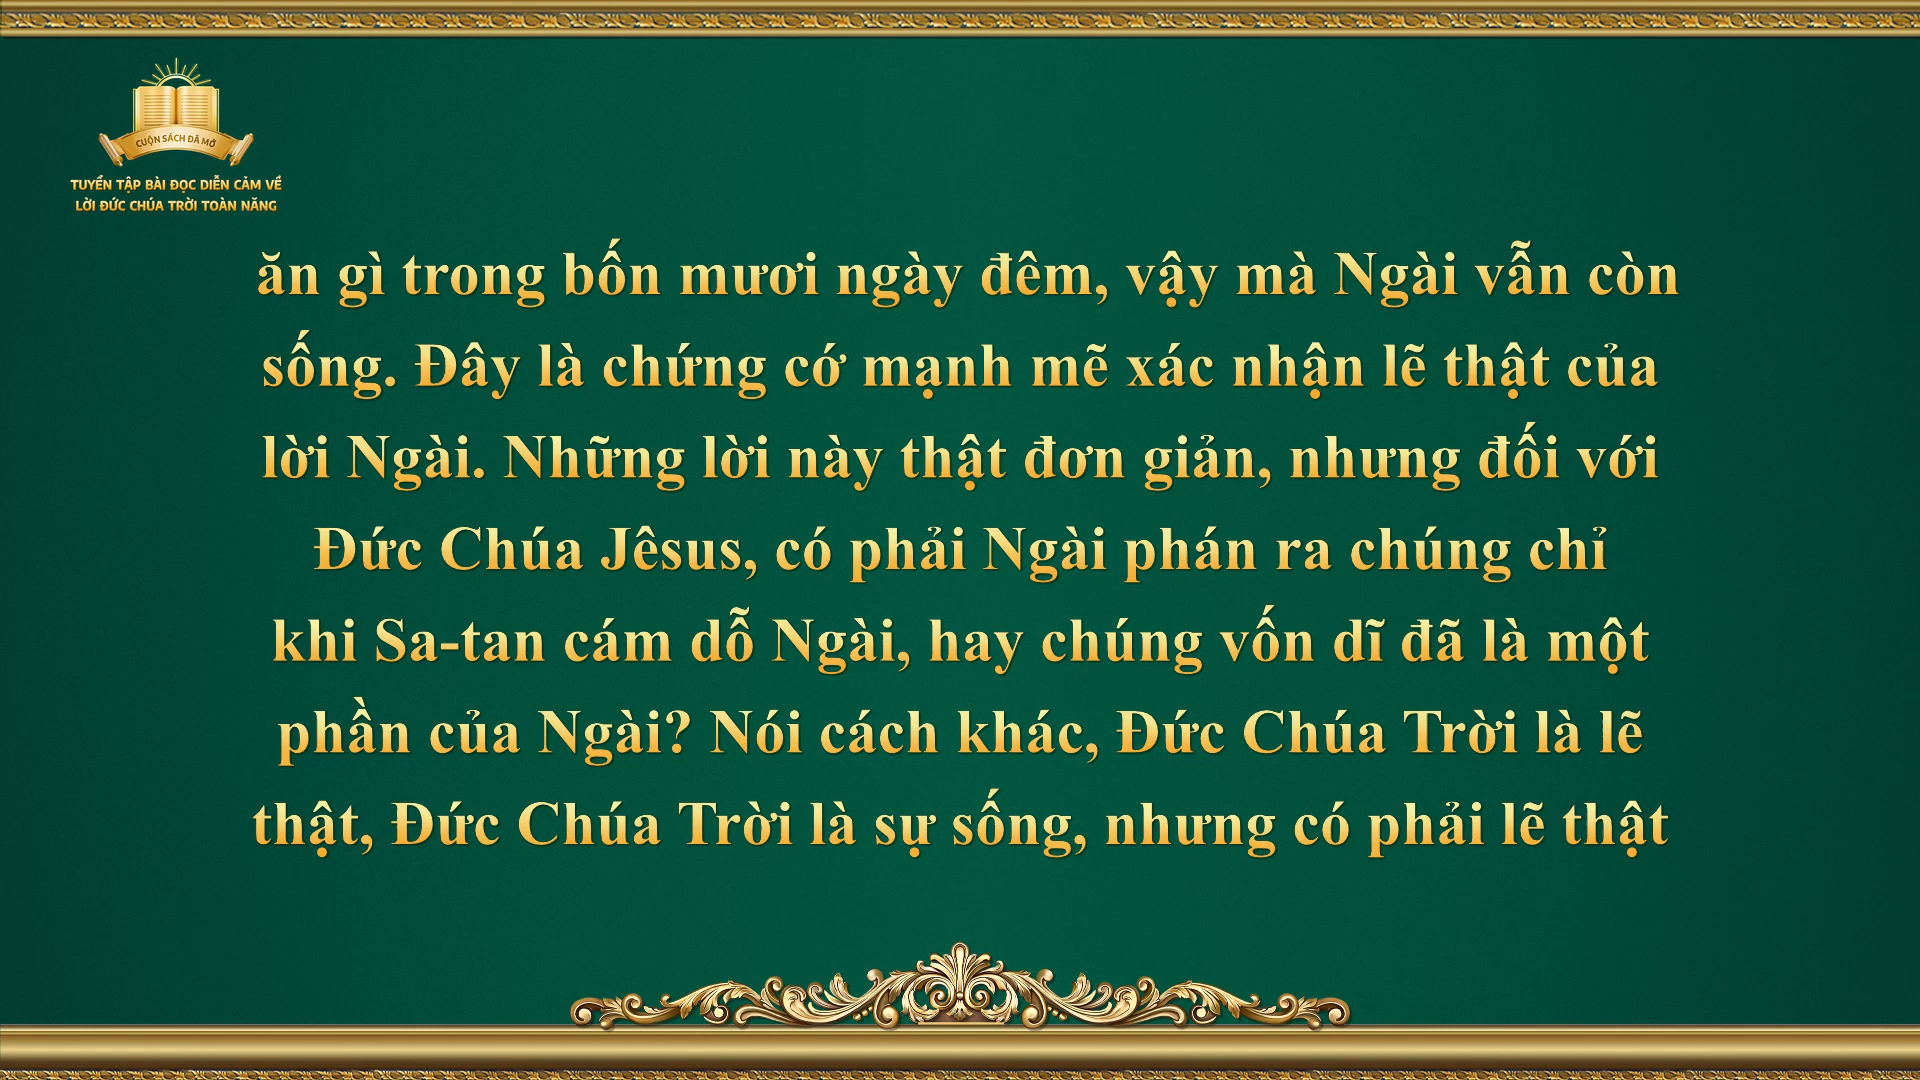 CUỘN SÁCH ĐÃ MỞ
TUYỂN TẬP BÀI ĐỌC DIỄN CẢM VỀ
LỜI ĐỨC CHÚA TRỜI TOÀN NĂNG
ăn gì trong bốn mươi ngày đêm, vậy mà Ngài vẫn còn
sống. Đây là chứng cớ mạnh mẽ xác nhận lẽ thật của
lời Ngài. Những lời này thật đơn giản, nhưng đối với
Đức Chúa Jêsus, có phải Ngài phán ra chúng chỉ
khi Sa-tan cám dỗ Ngài, hay chúng vốn dĩ đã là một
phần của Ngài? Nói cách khác, Đức Chúa Trời là lẽ
thật, Đức Chúa Trời là sự sống, nhưng có phải lẽ thật